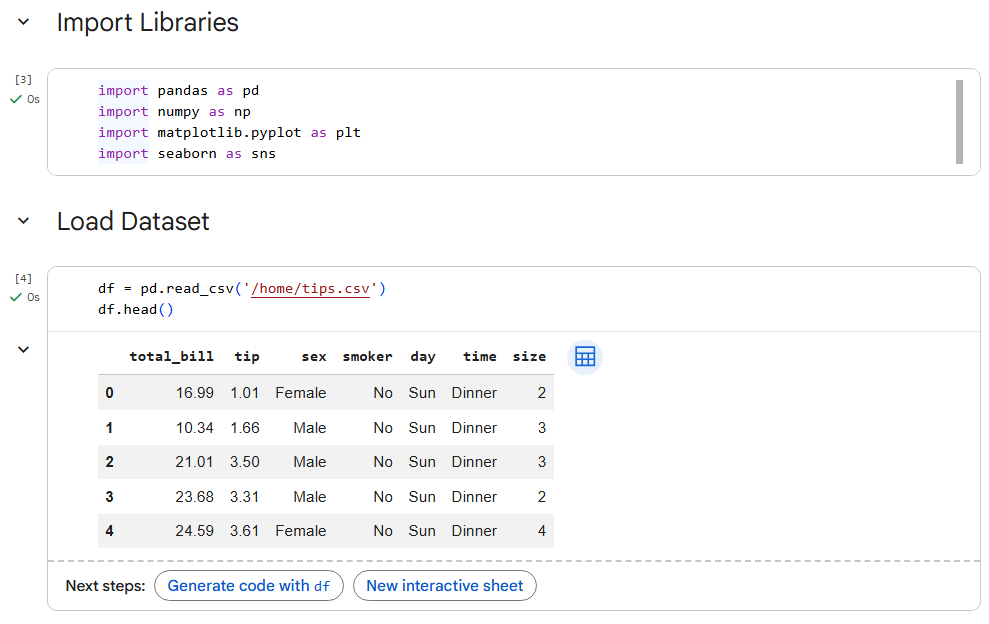 Import Libraries
[3]
0s
import pandas as pd
import numpy as np
import matplotlib.pyplot as plt
import seaborn as sns
Load Dataset
[4]
0s
df = pd.read_csv('/home/tips.csv')
df.head()
total_bill tip sex smoker day time size
0 16.99 1.01 Female No Sun Dinner 2
1 10.34 1.66 Male No Sun Dinner 3
2 21.01 3.50 Male No Sun Dinner 3
3 23.68 3.31 Male No Sun Dinner 2
4 24.59 3.61 Female No Sun Dinner 4
Next steps: Generate code with df New interactive sheet